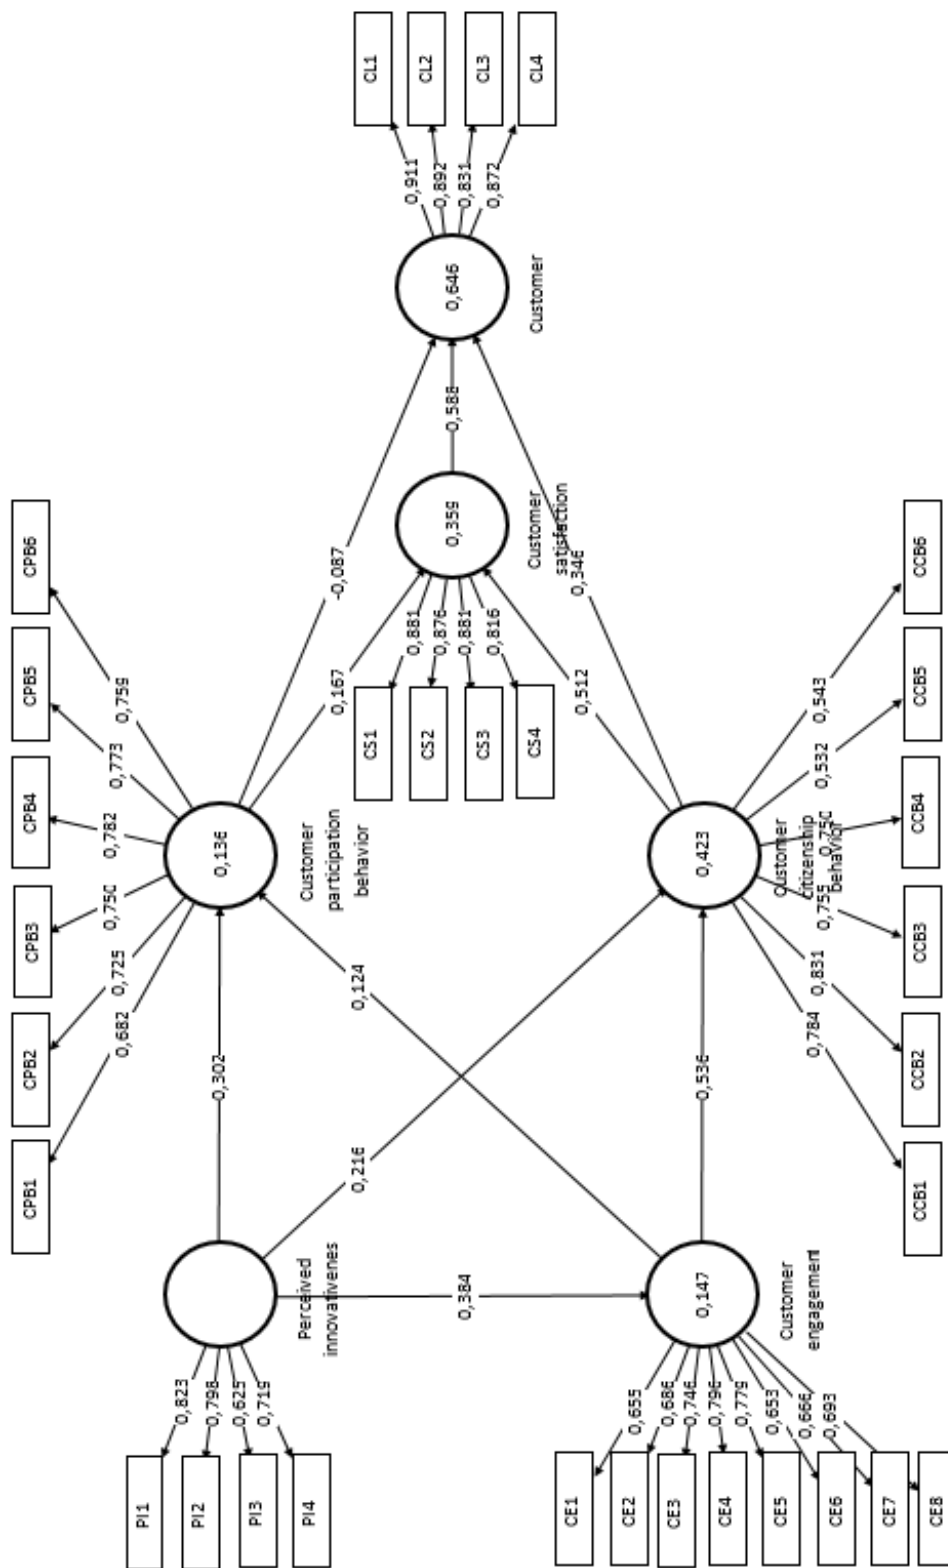 CPB1
CPB2
CPB3
CPB4
CPB5
CPB6
0,682
0,725
0,750
0,782
0,773
0,759
PI1
PI2
PI3
PI4
0,823
0,798
0,625
0,719
Perceived
innovativenes
0,302
0,136
Customer
participation
behavior
-0,087
0,167
0,384
0,216
0,124
CS1
CS2
CS3
CS4
0,881
0,876
0,881
0,816
0,359
Customer
satisfaction
0,588
0,646
Customer
0,911
0,892
0,831
0,872
CL1
CL2
CL3
CL4
0,512
0,346
CE1
CE2
CE3
CE4
CE5
CE6
CE7
CE8
0,655
0,686
0,746
0,796
0,779
0,653
0,666
0,693
0,147
Customer
engagement
0,536
0,423
Customer
citizenship
behavior
0,784
0,831
0,755
0,750
0,532
0,543
CCB1
CCB2
CCB3
CCB4
CCB5
CCB6